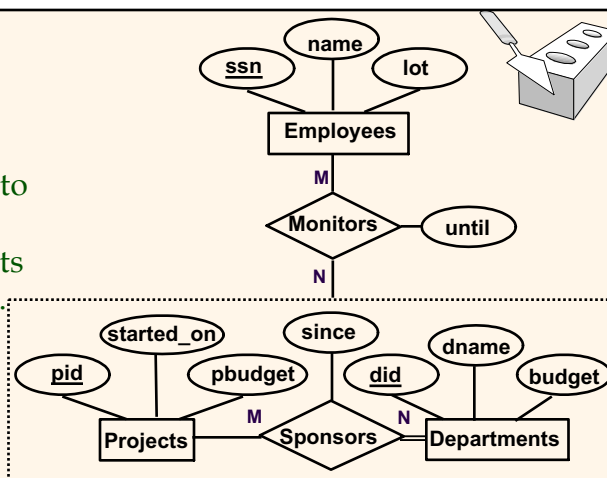 name
ssn
lot
Employees
to
M
Monitors
until
ts
N
.
started_on
since
dname
pid
pbudget
did
budget
M
N
Projects
Sponsors
Departments